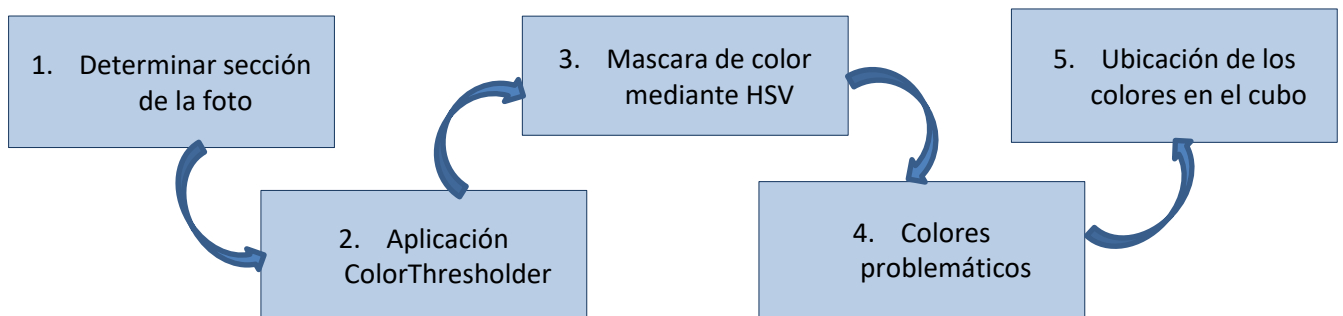 1. Determinar sección
de la foto
2. Aplicación
ColorThresholder
3. Mascara de color
mediante HSV
4. Colores
problemáticos
5. Ubicación de los
colores en el cubo